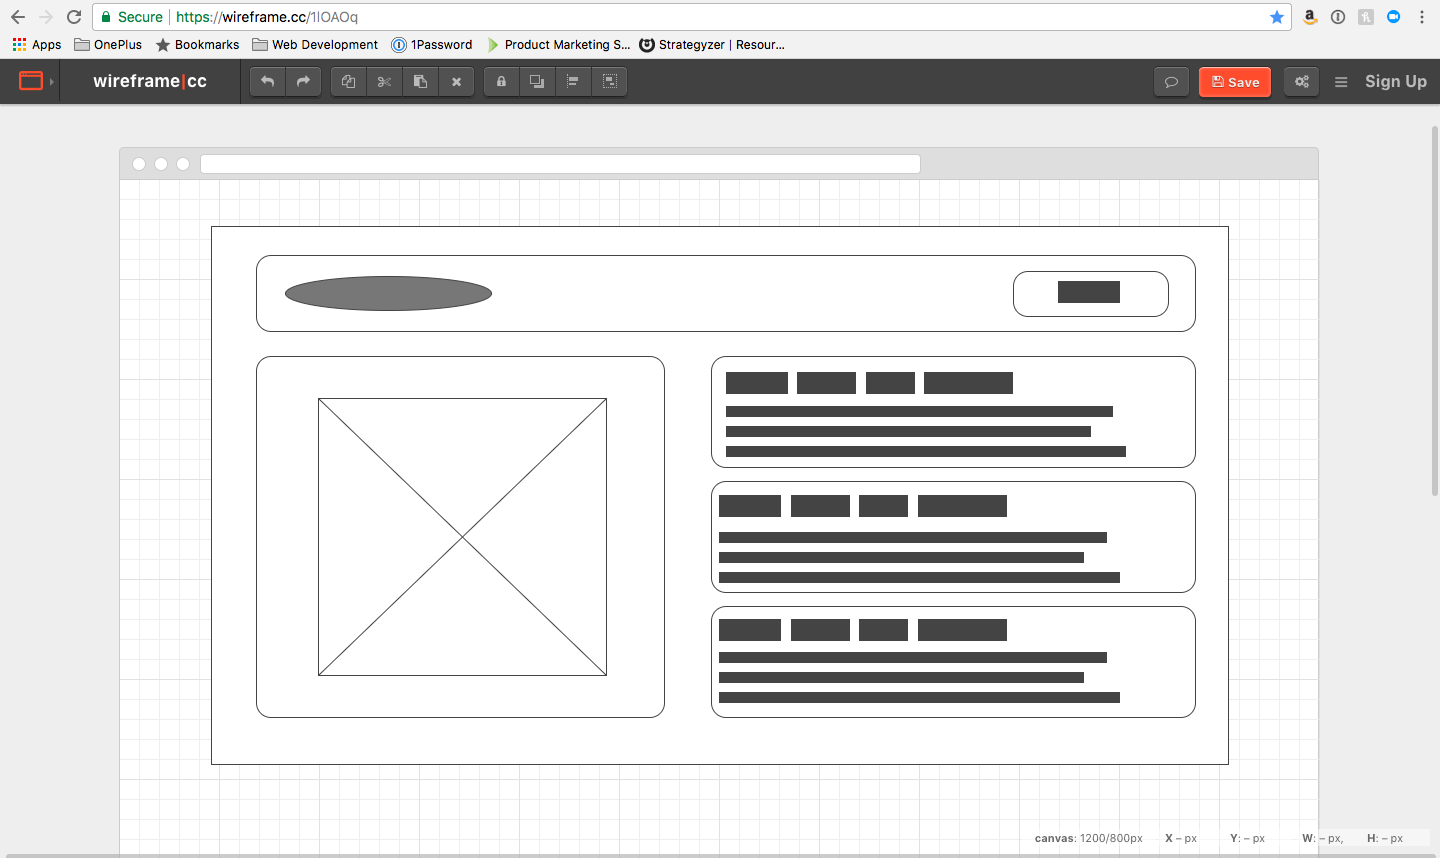 Secure https://wireframe.cc/1lOAOq
Apps OnePlus Bookmarks Web Development 1Password Product Marketing S... Strategyzer | Resour...
wireframe|cc Save Sign Up
canvas: 1200/800px X – px Y: – px W: – px, H: – px